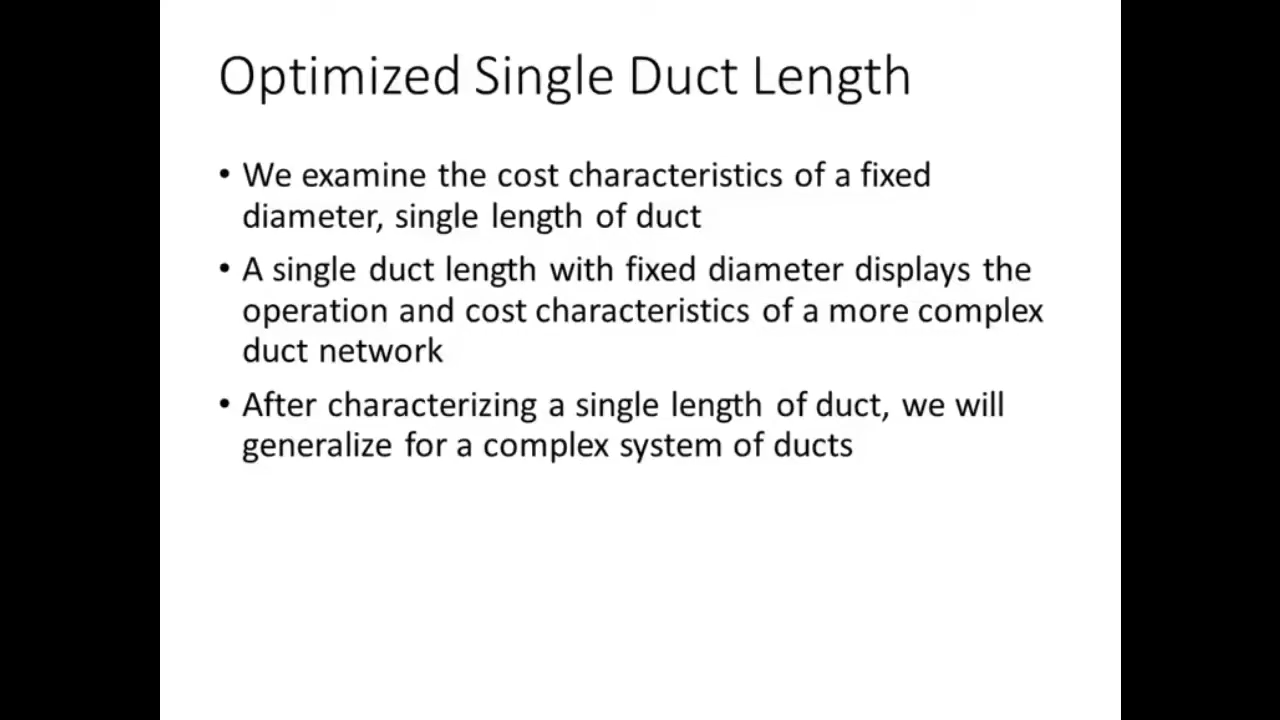 Optimized Single Duct Length
• We examine the cost characteristics of a fixed
diameter, single length of duct
• A single duct length with fixed diameter displays the
operation and cost characteristics of a more complex
duct network
• After characterizing a single length of duct, we will
generalize for a complex system of ducts